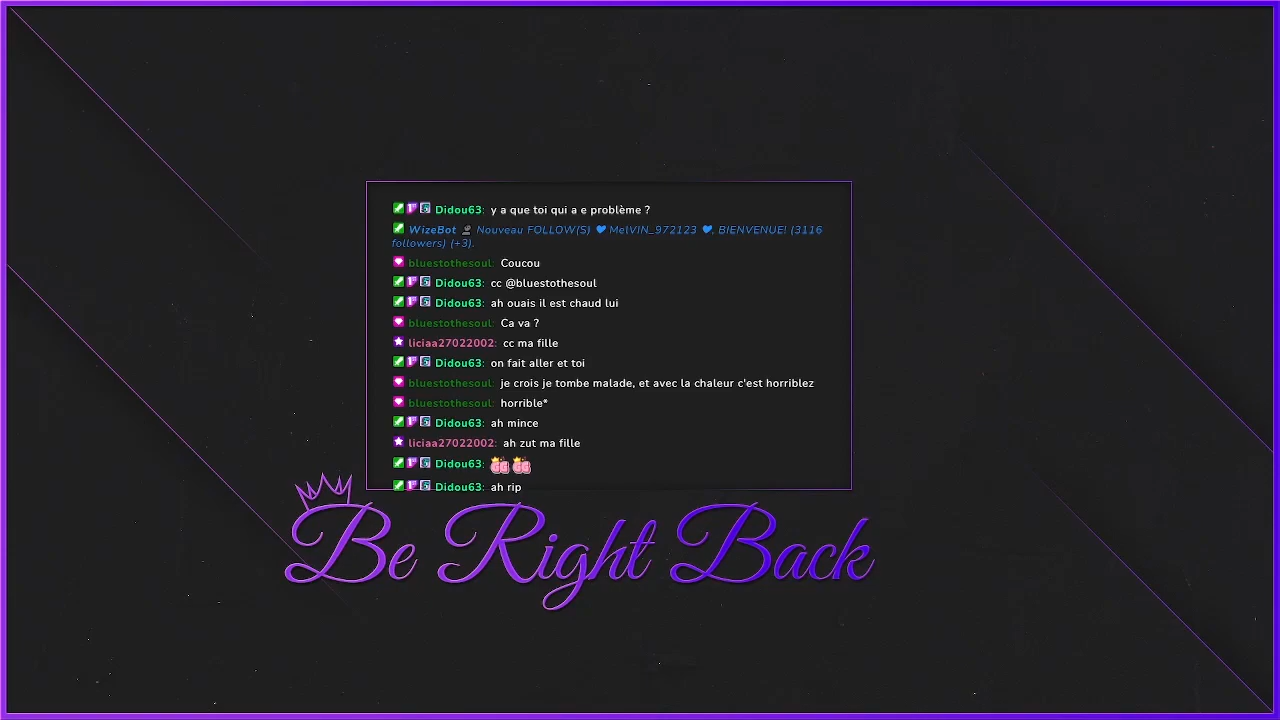 Didou63: y a que toi qui a e problème ?
WizeBot Nouveau FOLLOW(S) MelVIN_972123, BIENVENUE! (3116
followers) (+3).
bluestothesoul: Coucou
Didou63: cc @bluestothesoul
Didou63: ah ouais il est chaud lui
bluestothesoul: Ca va ?
liciaa27022002: cc ma fille
Didou63: on fait aller et toi
bluestothesoul: je crois je tombe malade, et avec la chaleur c'est horriblez
bluestothesoul: horrible*
Didou63: ah mince
liciaa27022002: ah zut ma fille
Didou63:
Didou63: ah rip
Be Right Back